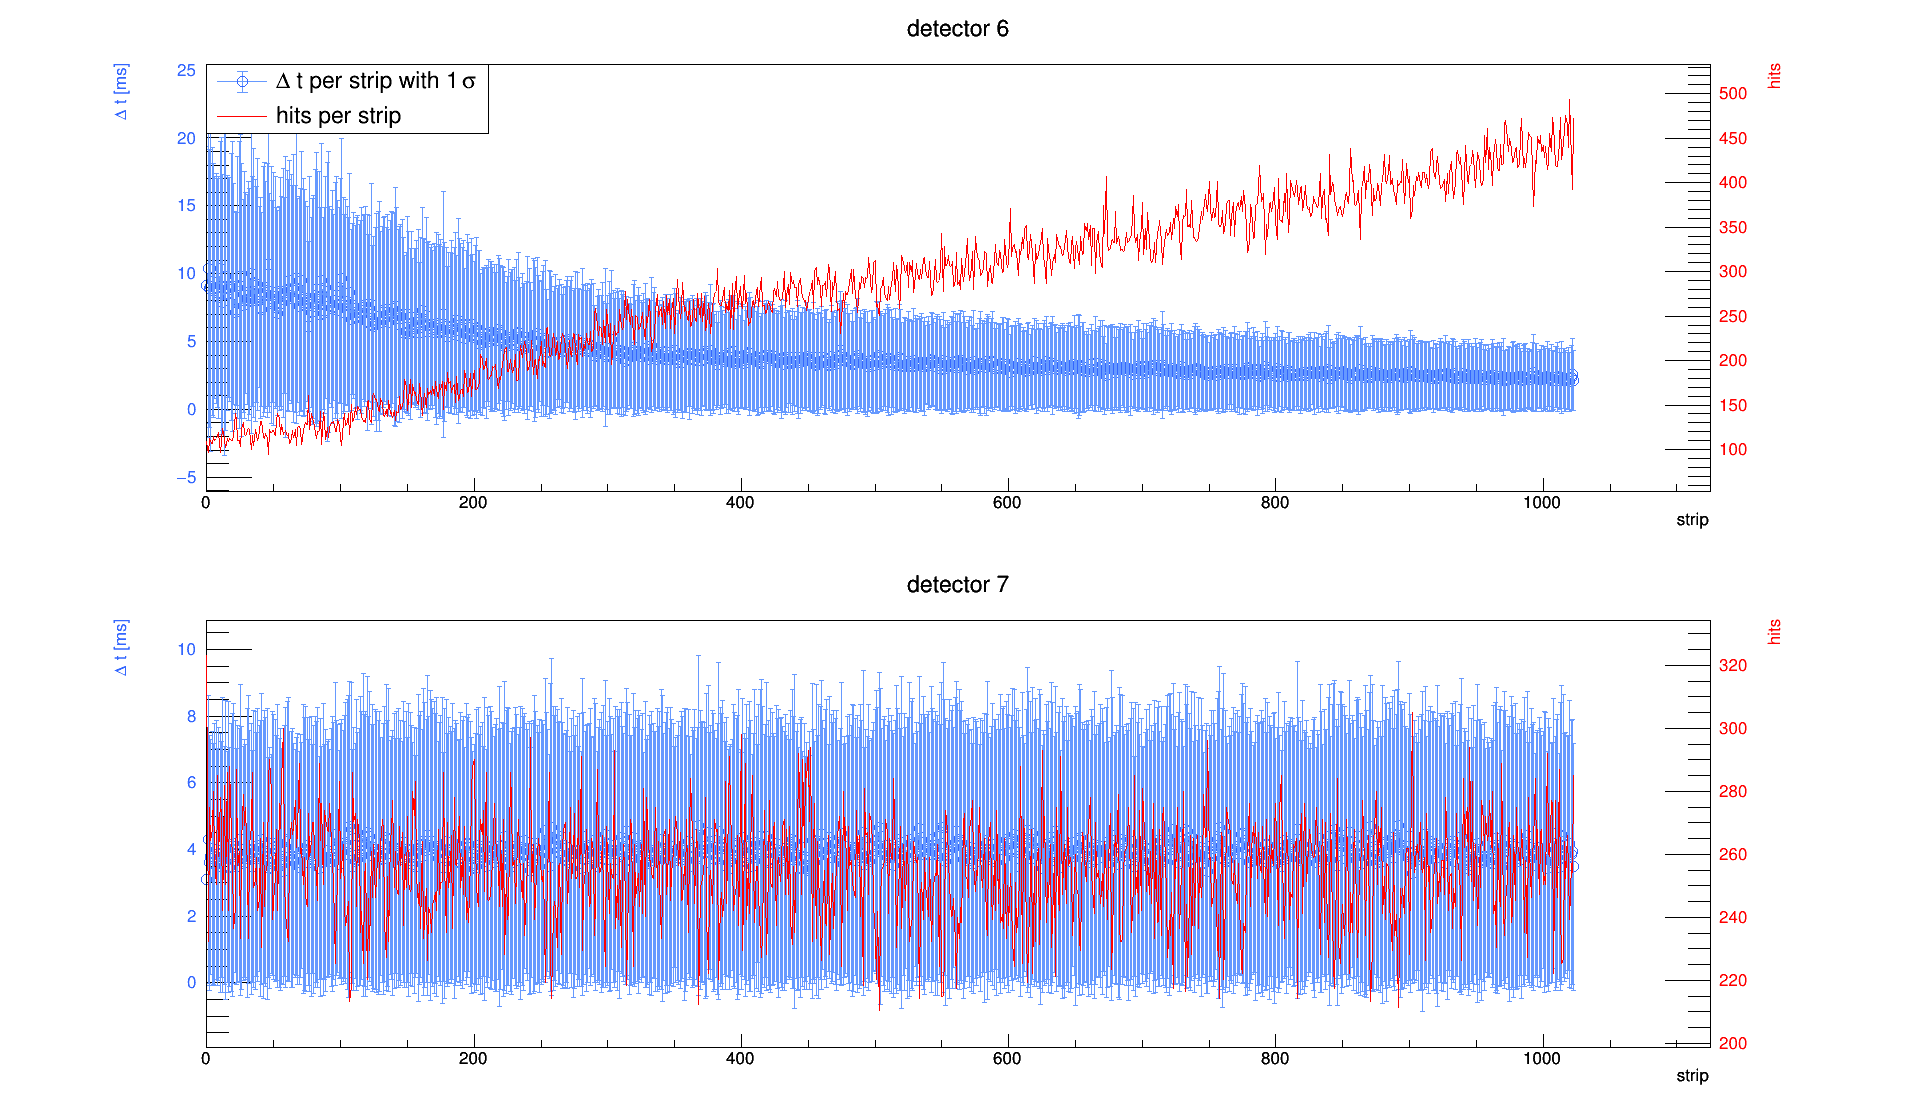 detector 6
Δ t [ms]
hits
Δ t per strip with 1 σ
hits per strip
25
20
15
10
5
0
−5
500
450
400
350
300
250
200
150
100
0 200 400 600 800 1000
strip
detector 7
Δ t [ms]
hits
10
8
6
4
2
0
320
300
280
260
240
220
200
0 200 400 600 800 1000
strip